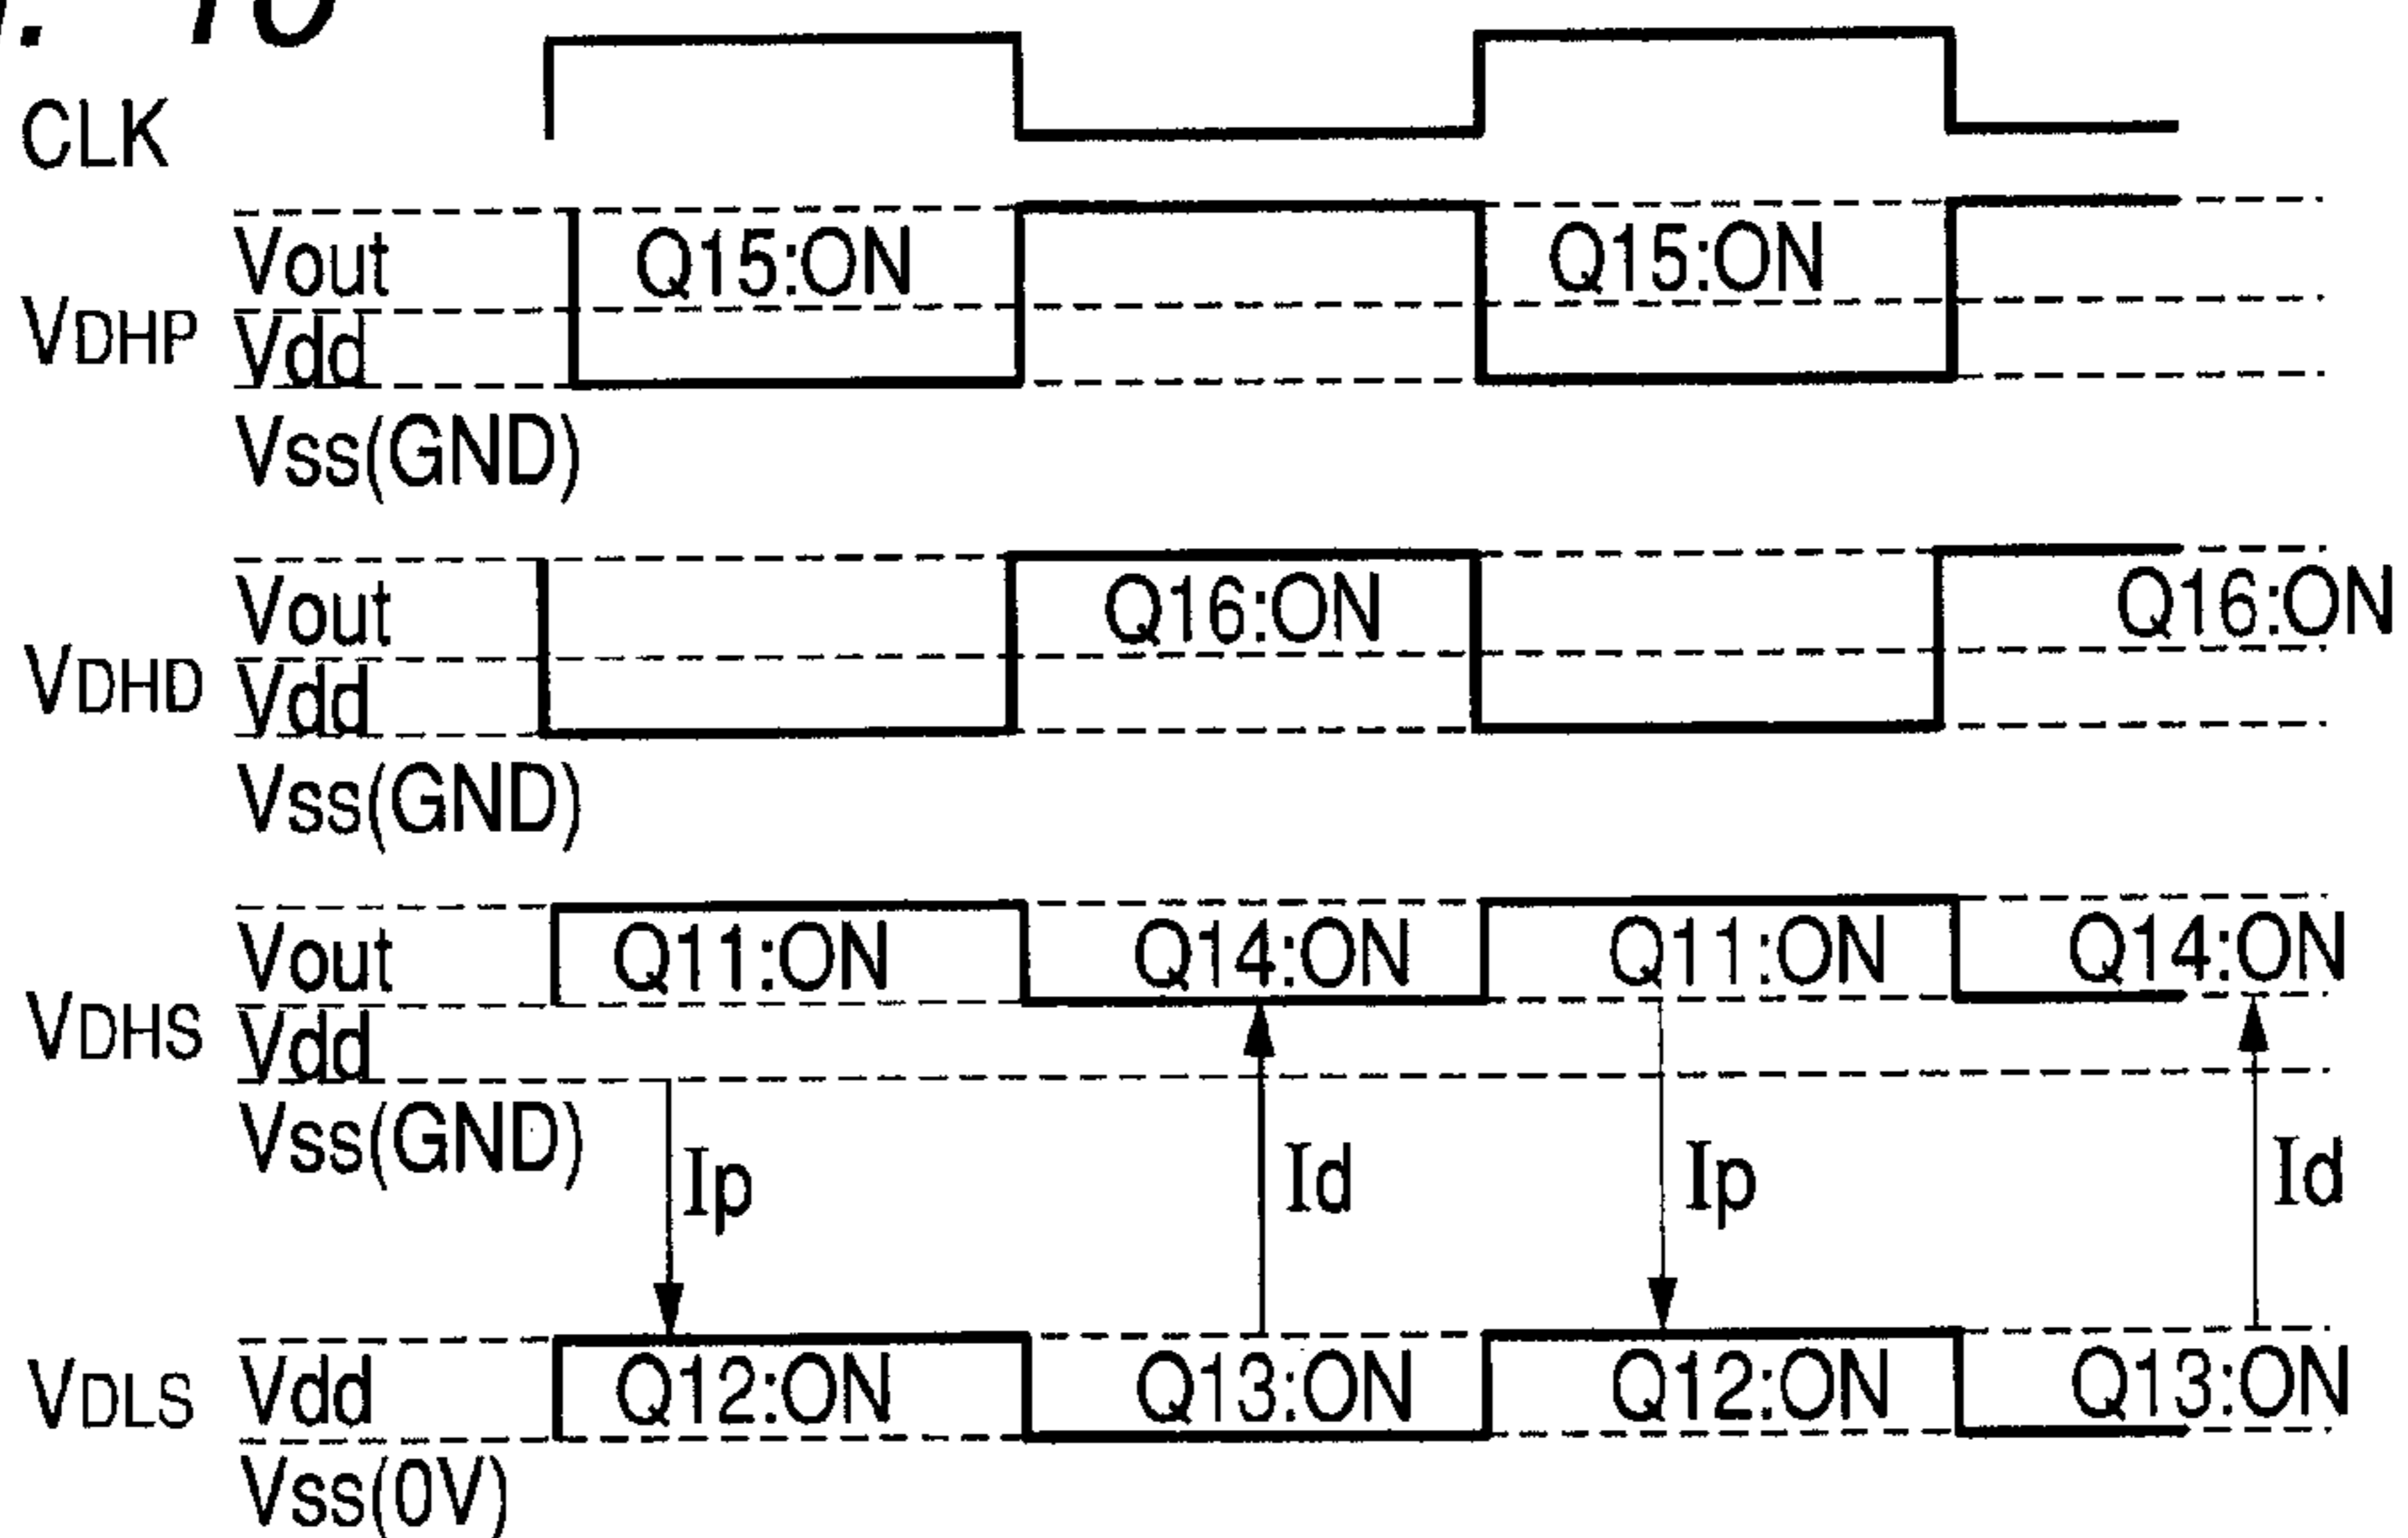 10
CLK
VDHP
Vout
Vdd
Vss(GND)
Q15:ON
Q15:ON
VDHD
Vout
Vdd
Vss(GND)
Q16:ON
Q16:ON
VDHS
Vout
Vdd
Vss(GND)
Q11:ON
Q14:ON
Q11:ON
Q14:ON
Ip
Id
Ip
Id
VDLS
Vdd
Vss(0V)
Q12:ON
Q13:ON
Q12:ON
Q13:ON